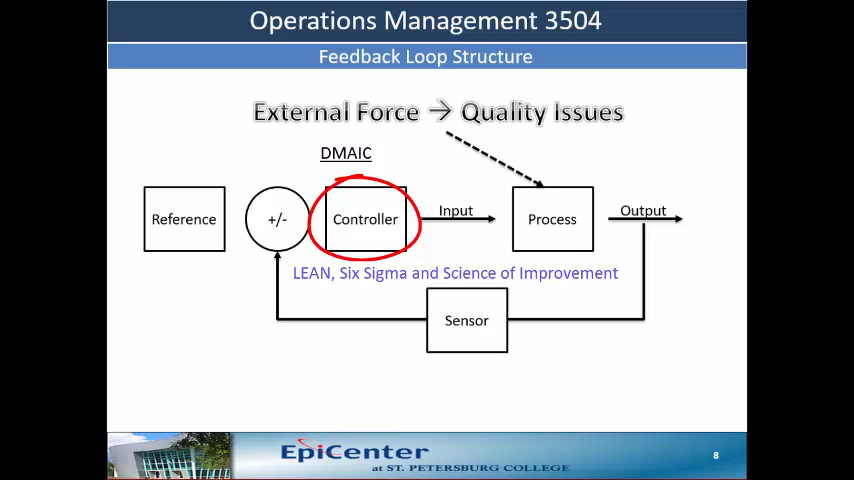 Operations Management 3504
Feedback Loop Structure
External Force → Quality Issues
DMAIC
Reference
+/-
Controller
Input
Process
Output
LEAN, Six Sigma and Science of Improvement
Sensor
EpiCenter
at ST. PETERSBURG COLLEGE
8